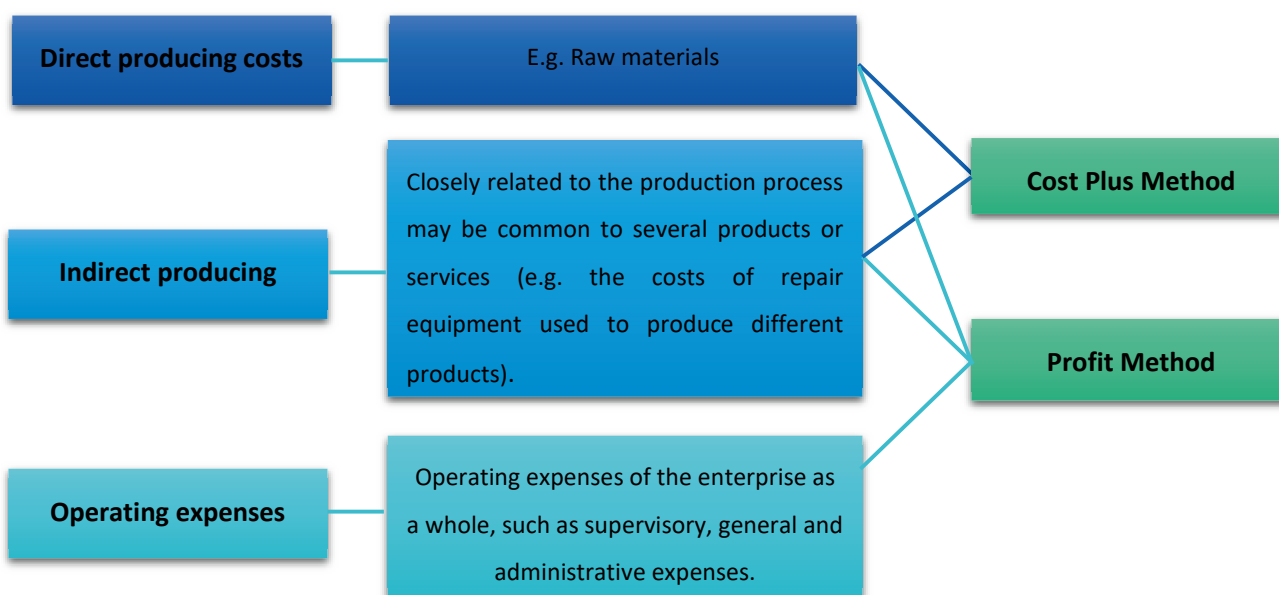 Direct producing costs
E.g. Raw materials
Closely related to the production process
may be common to several products or
services (e.g. the costs of repair
equipment used to produce different
products).
Cost Plus Method
Indirect producing
Profit Method
Operating expenses
Operating expenses of the enterprise as
a whole, such as supervisory, general and
administrative expenses.